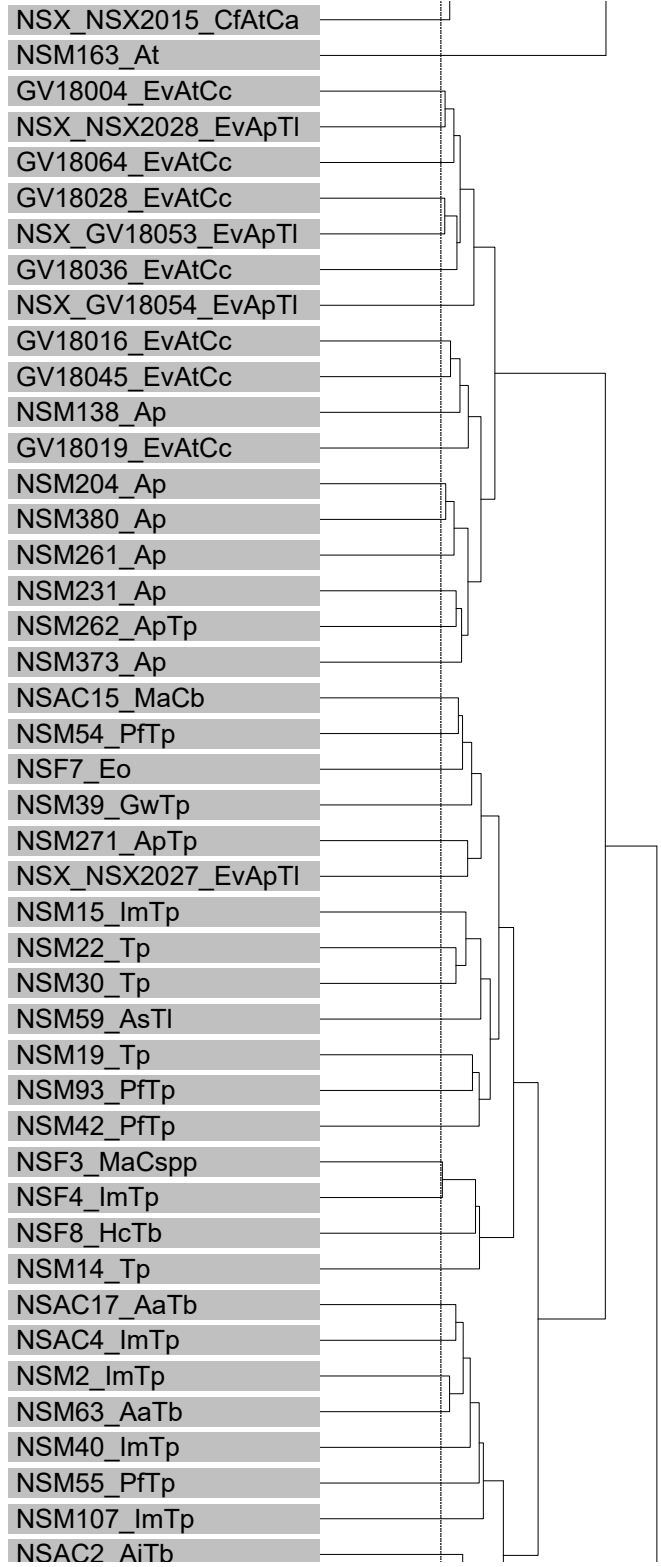 NSX_NSX2015_CfAtCa
NSM163_At
GV18004_EvAtCc
NSX_NSX2028_EvApTl
GV18064_EvAtCc
GV18028_EvAtCc
NSX_GV18053_EvApTl
GV18036_EvAtCc
NSX_GV18054_EvApTl
GV18016_EvAtCc
GV18045_EvAtCc
NSM138_Ap
GV18019_EvAtCc
NSM204_Ap
NSM380_Ap
NSM261_Ap
NSM231_Ap
NSM262_ApTp
NSM373_Ap
NSAC15_MaCb
NSM54_PfTp
NSF7_Eo
NSM39_GwTp
NSM271_ApTp
NSX_NSX2027_EvApTl
NSM15_ImTp
NSM22_Tp
NSM30_Tp
NSM59_AsTl
NSM19_Tp
NSM93_PfTp
NSM42_PfTp
NSF3_MaCspp
NSF4_ImTp
NSF8_HcTb
NSM14_Tp
NSAC17_AaTb
NSAC4_ImTp
NSM2_ImTp
NSM63_AaTb
NSM40_ImTp
NSM55_PfTp
NSM107_ImTp
NSAC2_AiTb